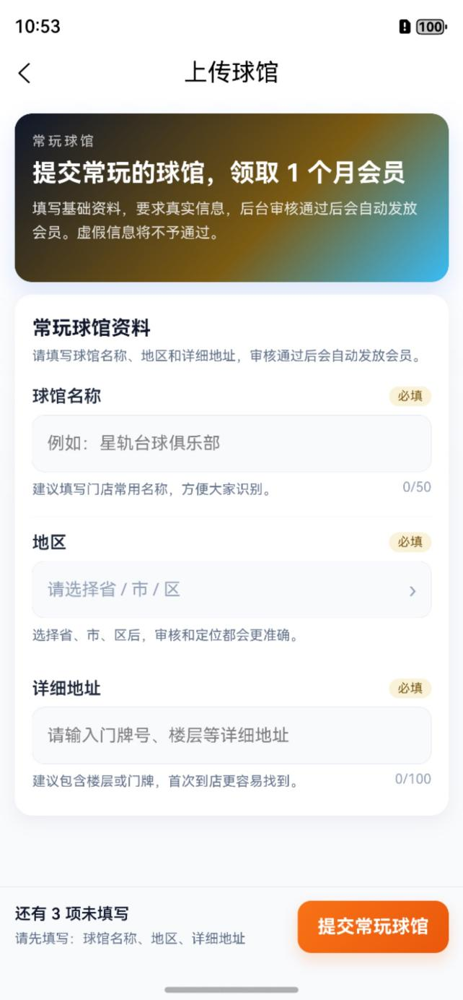 10:53
100
上传球馆
常玩球馆
提交常玩的球馆，领取 1 个月会员
填写基础资料，要求真实信息，后台审核通过后会自动发放
会员。虚假信息将不予通过。
常玩球馆资料
请填写球馆名称、地区和详细地址，审核通过后会自动发放会员。
球馆名称
必填
例如：星轨台球俱乐部
建议填写门店常用名称，方便大家识别。
0/50
地区
必填
请选择省 / 市 / 区
选择省、市、区后，审核和定位都会更准确。
详细地址
必填
请输入门牌号、楼层等详细地址
建议包含楼层或门牌，首次到店更容易找到。
0/100
还有 3 项未填写
请先填写：球馆名称、地区、详细地址
提交常玩球馆